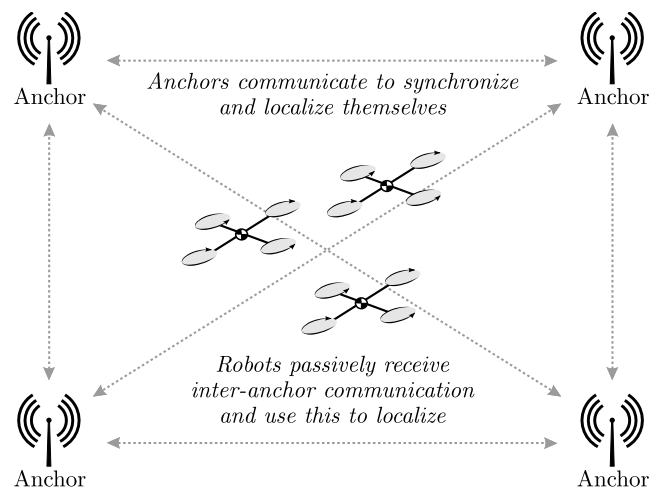 Anchor
Anchor
Anchors communicate to synchronize
and localize themselves
Robots passively receive
inter-anchor communication
and use this to localize
Anchor
Anchor